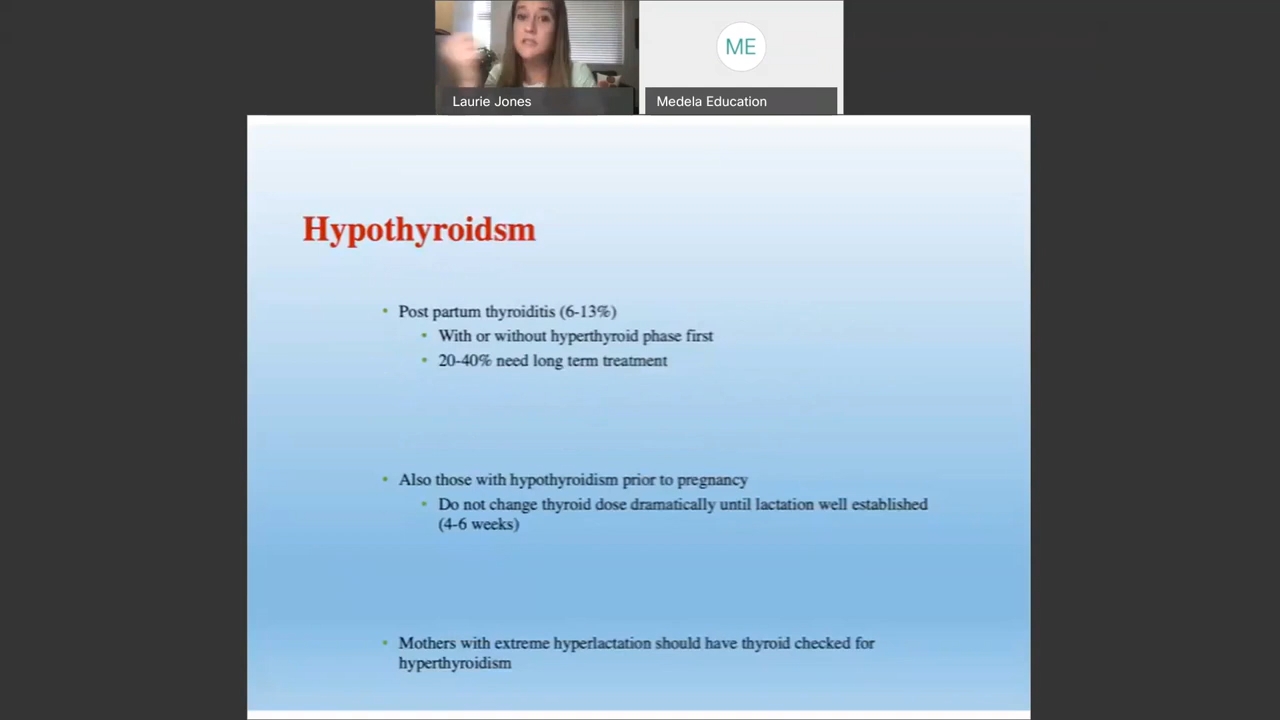 Laurie Jones
ME
Medela Education
Hypothyroidsm
• Post partum thyroiditis (6-13%)
• With or without hyperthyroid phase first
• 20-40% need long term treatment
• Also those with hypothyroidism prior to pregnancy
• Do not change thyroid dose dramatically until lactation well established
(4-6 weeks)
• Mothers with extreme hyperlactation should have thyroid checked for
hyperthyroidism